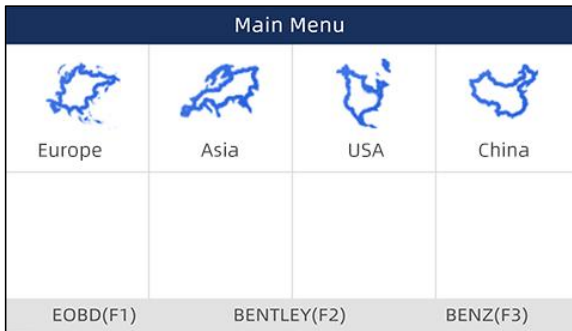 Main Menu
Europe Asia USA China
EOBD(F1) BENTLEY(F2) BENZ(F3)